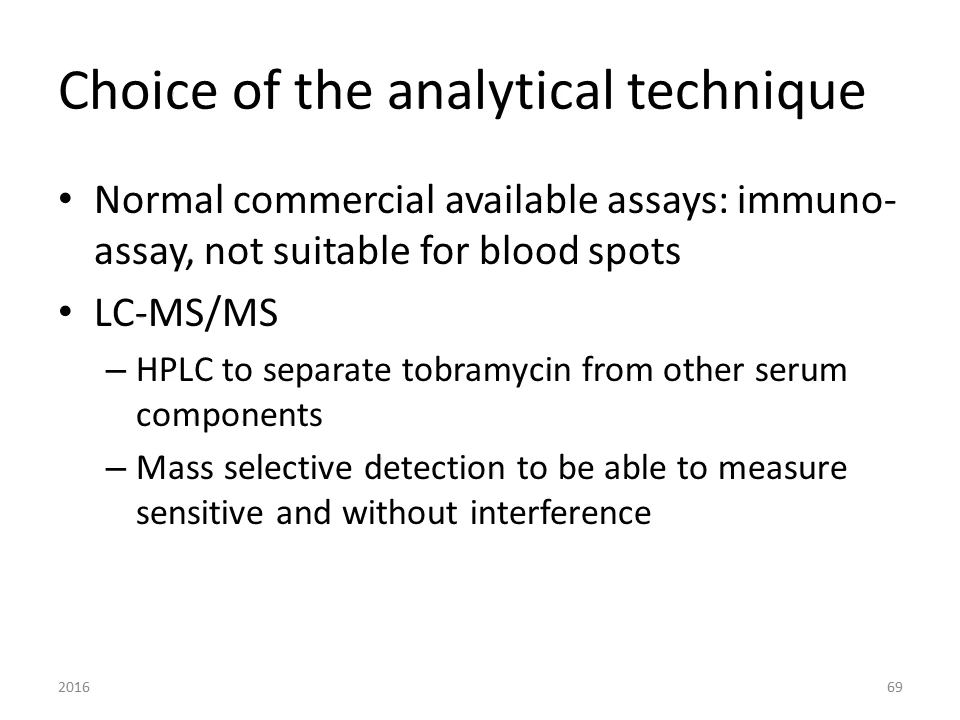 Choice of the analytical technique
• Normal commercial available assays: immuno-
assay, not suitable for blood spots
• LC-MS/MS
– HPLC to separate tobramycin from other serum
components
– Mass selective detection to be able to measure
sensitive and without interference
2016
69